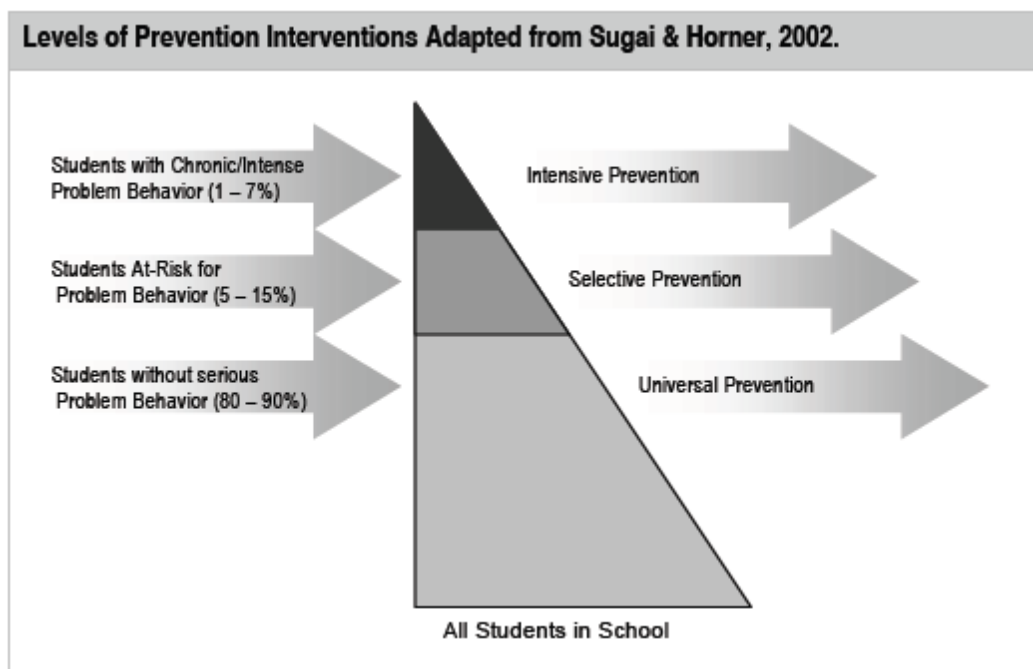 Levels of Prevention Interventions Adapted from Sugai & Horner, 2002.
Students with Chronic/Intense
Problem Behavior (1 – 7%)
Intensive Prevention
Students At-Risk for
Problem Behavior (5 – 15%)
Selective Prevention
Students without serious
Problem Behavior (80 – 90%)
Universal Prevention
All Students in School